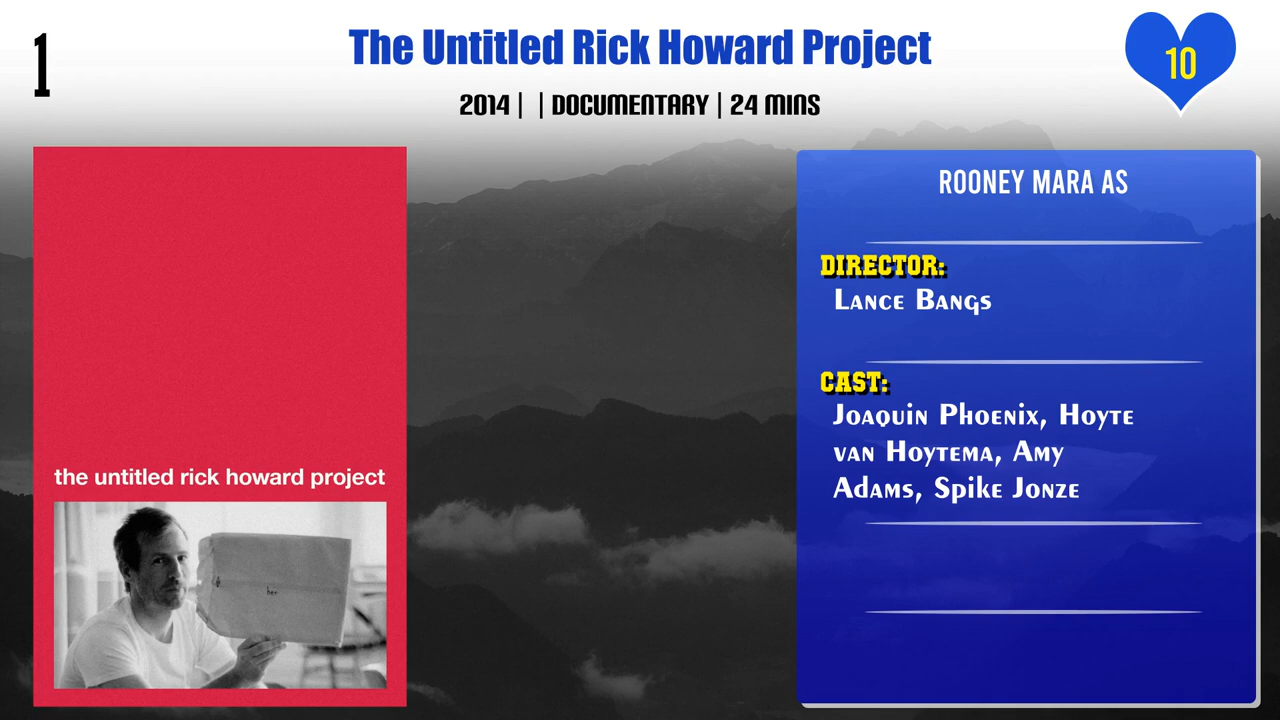 1
The Untitled Rick Howard Project
10
2014 | | DOCUMENTARY | 24 MINS
ROONEY MARA AS
DIRECTOR:
Lance Bangs
CAST:
Joaquin Phoenix, Hoyte
van Hoytema, Amy
Adams, Spike Jonze
the untitled rick howard project
her